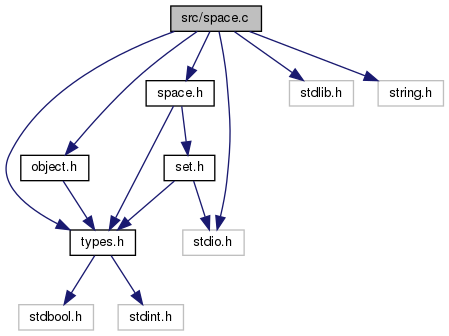 src/space.c
space.h
stdlib.h
string.h
object.h
set.h
types.h
stdio.h
stdbool.h
stdint.h